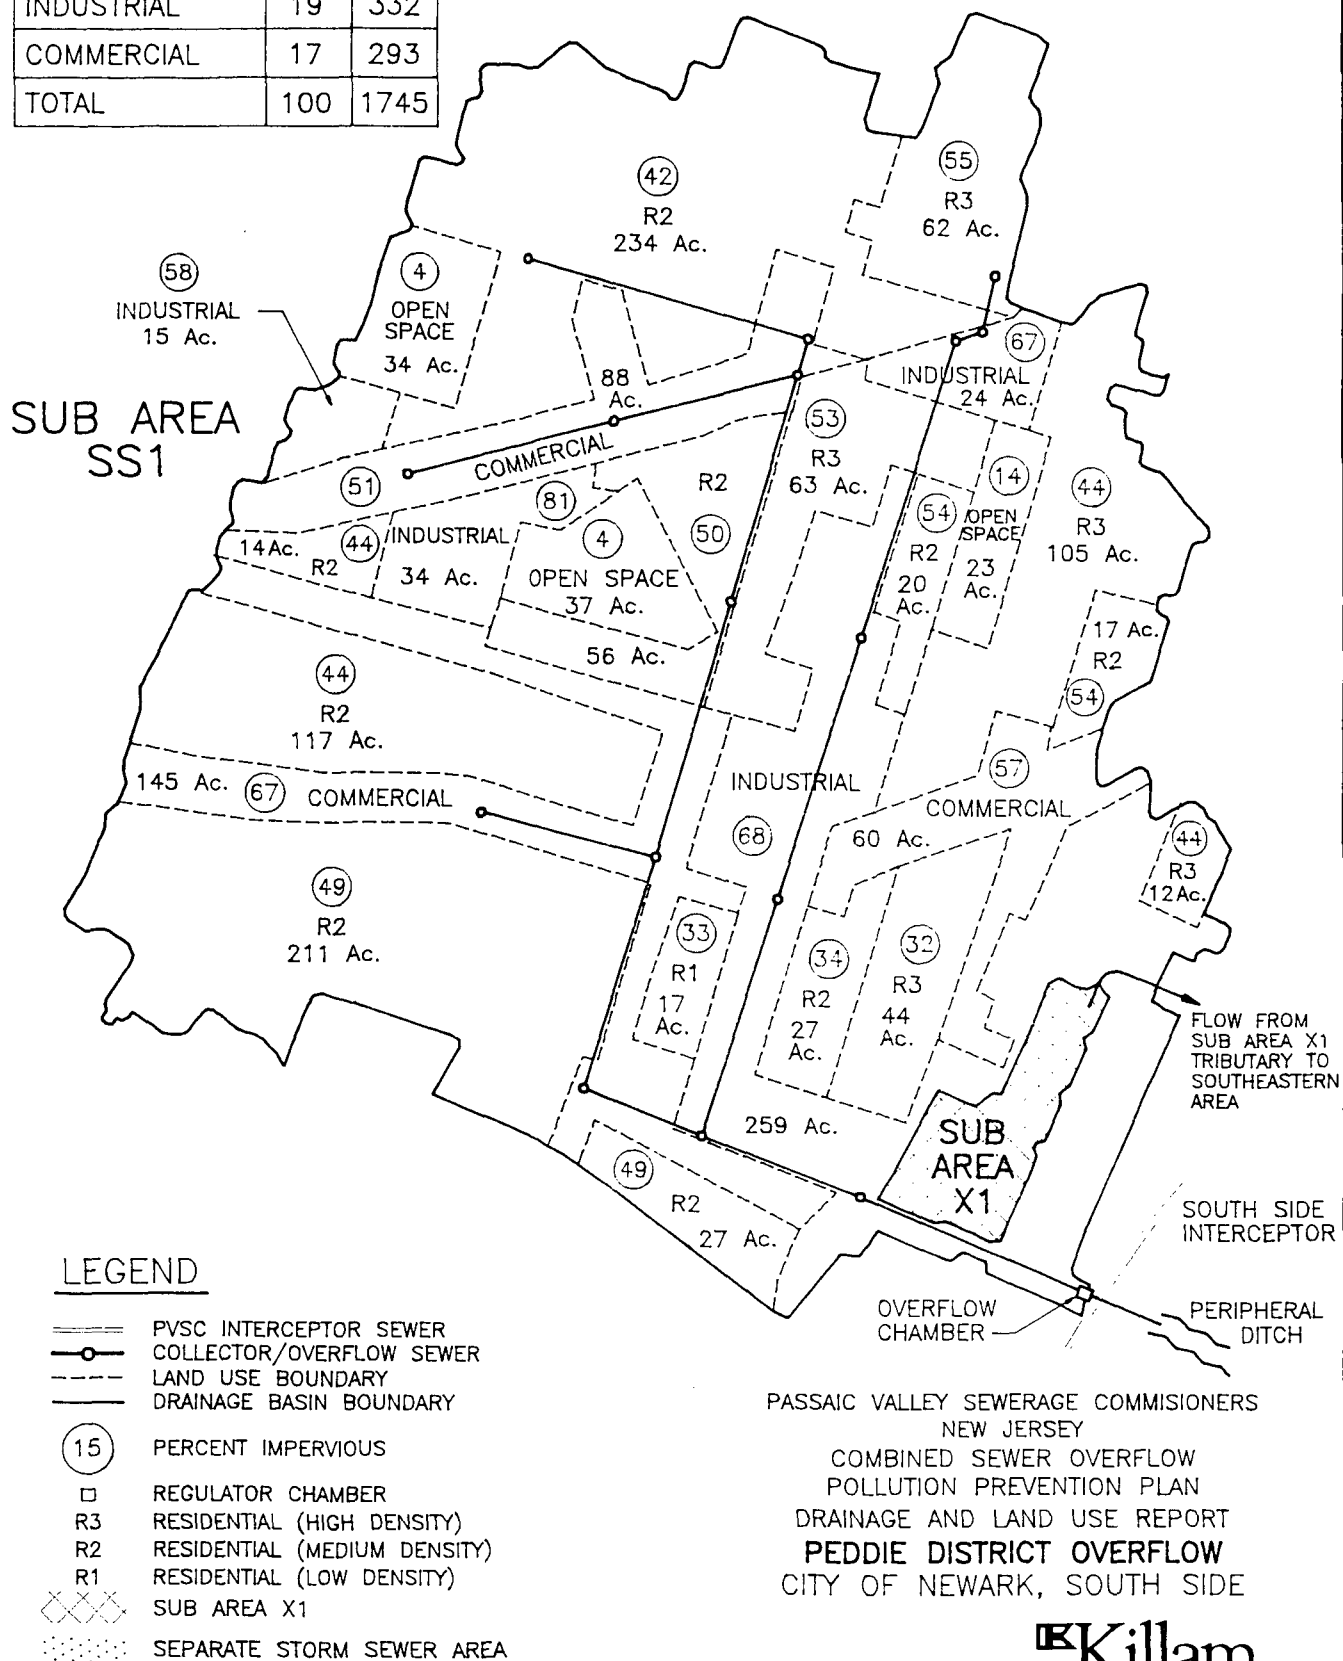 INDUSTRIAL 19 332
COMMERCIAL 17 293
TOTAL 100 1745
42
R2
234 Ac.
55
R3
62 Ac.
58
INDUSTRIAL
15 Ac.
4
OPEN
SPACE
34 Ac.
SUB AREA
SS1
88
Ac.
67
INDUSTRIAL
24 Ac.
53
R3
63 Ac.
COMMERCIAL
51
81
R2
50
54
R2
20
Ac.
14
OPEN
SPACE
23
Ac.
44
R3
105 Ac.
14Ac.
44
R2
INDUSTRIAL
34 Ac.
4
OPEN SPACE
37 Ac.
56 Ac.
17 Ac.
R2
54
44
R2
117 Ac.
145 Ac.
67
COMMERCIAL
INDUSTRIAL
68
57
COMMERCIAL
60 Ac.
44
R3
12Ac.
49
R2
211 Ac.
33
R1
17
Ac.
34
R2
27
Ac.
32
R3
44
Ac.
FLOW FROM
SUB AREA X1
TRIBUTARY TO
SOUTHEASTERN
AREA
259 Ac.
SUB
AREA
X1
49
R2
27 Ac.
SOUTH SIDE
INTERCEPTOR
OVERFLOW
CHAMBER
PERIPHERAL
DITCH
LEGEND
PVSC INTERCEPTOR SEWER
COLLECTOR/OVERFLOW SEWER
LAND USE BOUNDARY
DRAINAGE BASIN BOUNDARY
15 PERCENT IMPERVIOUS
REGULATOR CHAMBER
R3 RESIDENTIAL (HIGH DENSITY)
R2 RESIDENTIAL (MEDIUM DENSITY)
R1 RESIDENTIAL (LOW DENSITY)
SUB AREA X1
SEPARATE STORM SEWER AREA
PASSAIC VALLEY SEWERAGE COMMISIONERS
NEW JERSEY
COMBINED SEWER OVERFLOW
POLLUTION PREVENTION PLAN
DRAINAGE AND LAND USE REPORT
PEDDIE DISTRICT OVERFLOW
CITY OF NEWARK, SOUTH SIDE
Killam